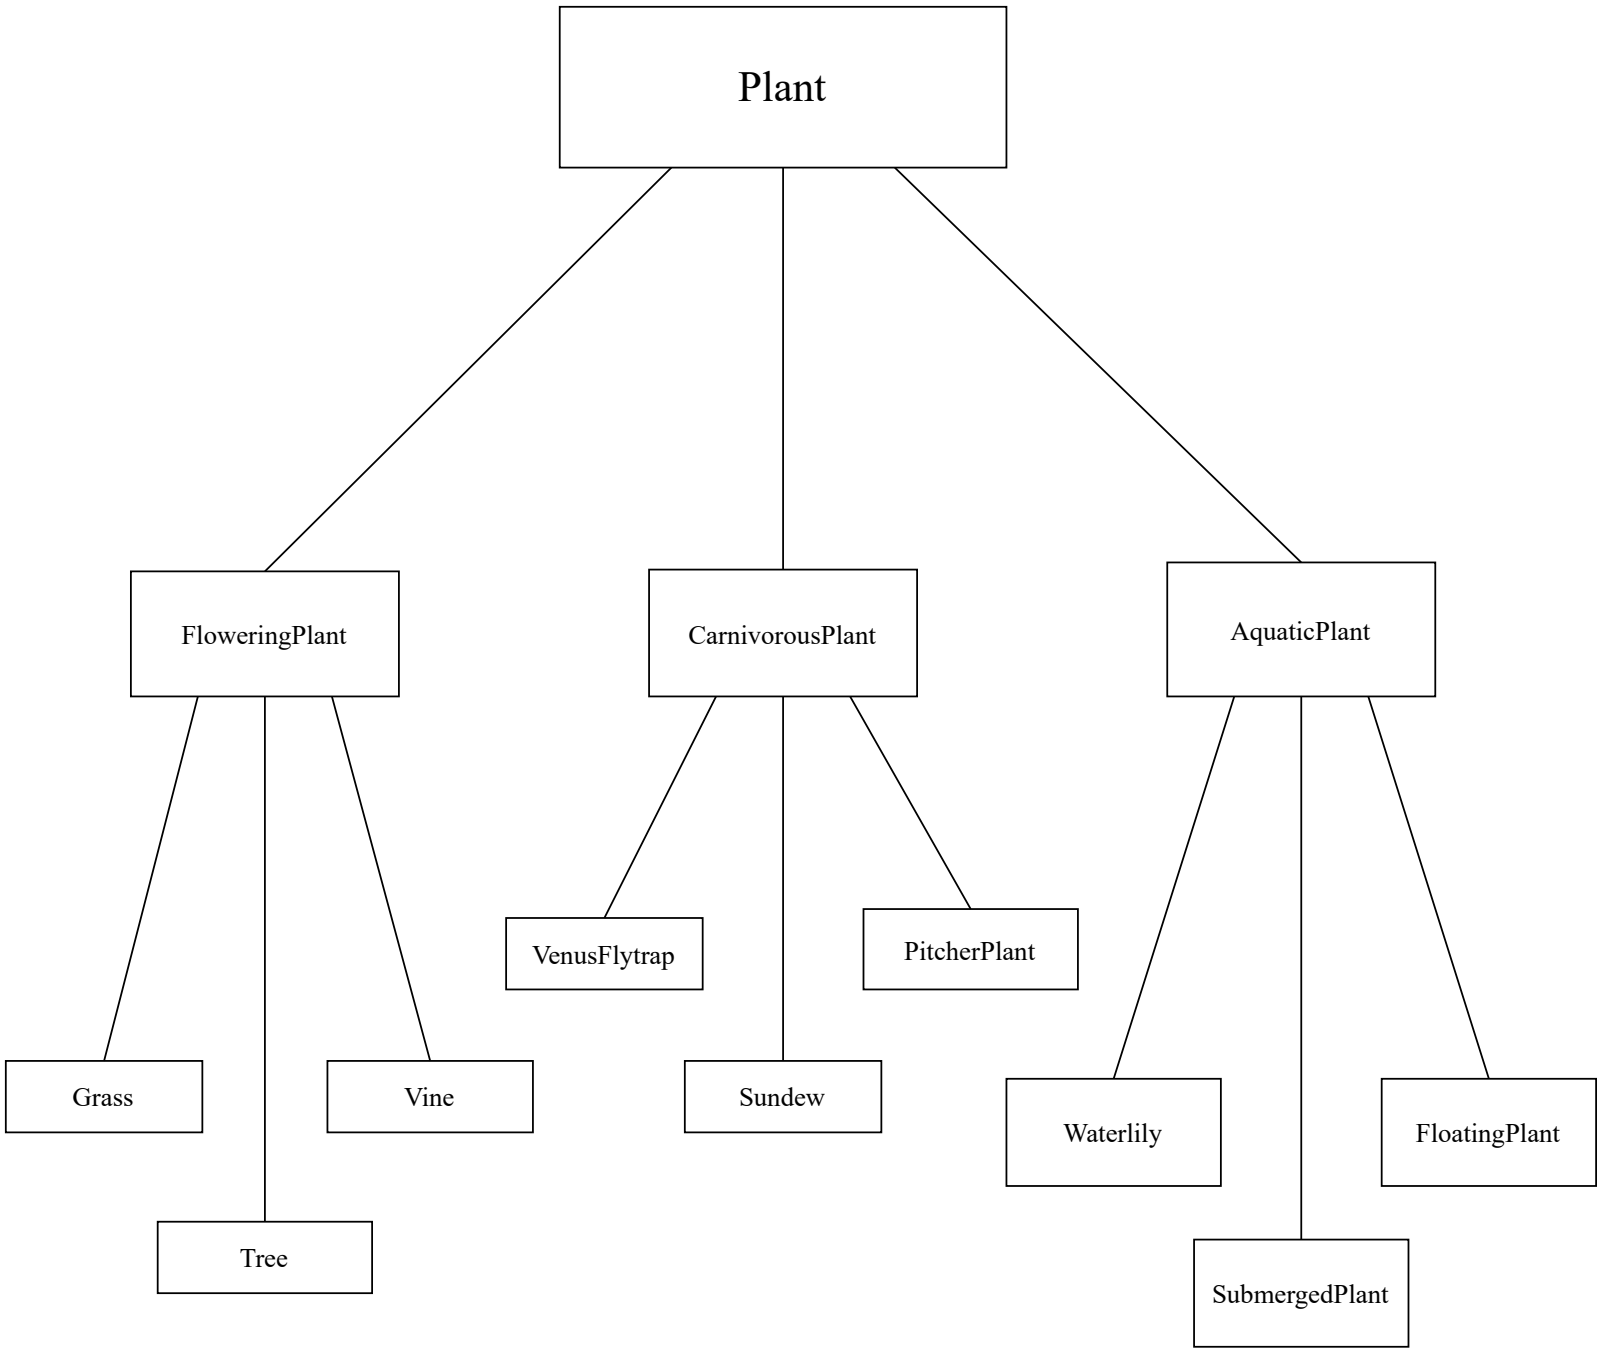 Plant
FloweringPlant
CarnivorousPlant
AquaticPlant
VenusFlytrap
PitcherPlant
Grass
Vine
Sundew
Waterlily
FloatingPlant
Tree
SubmergedPlant